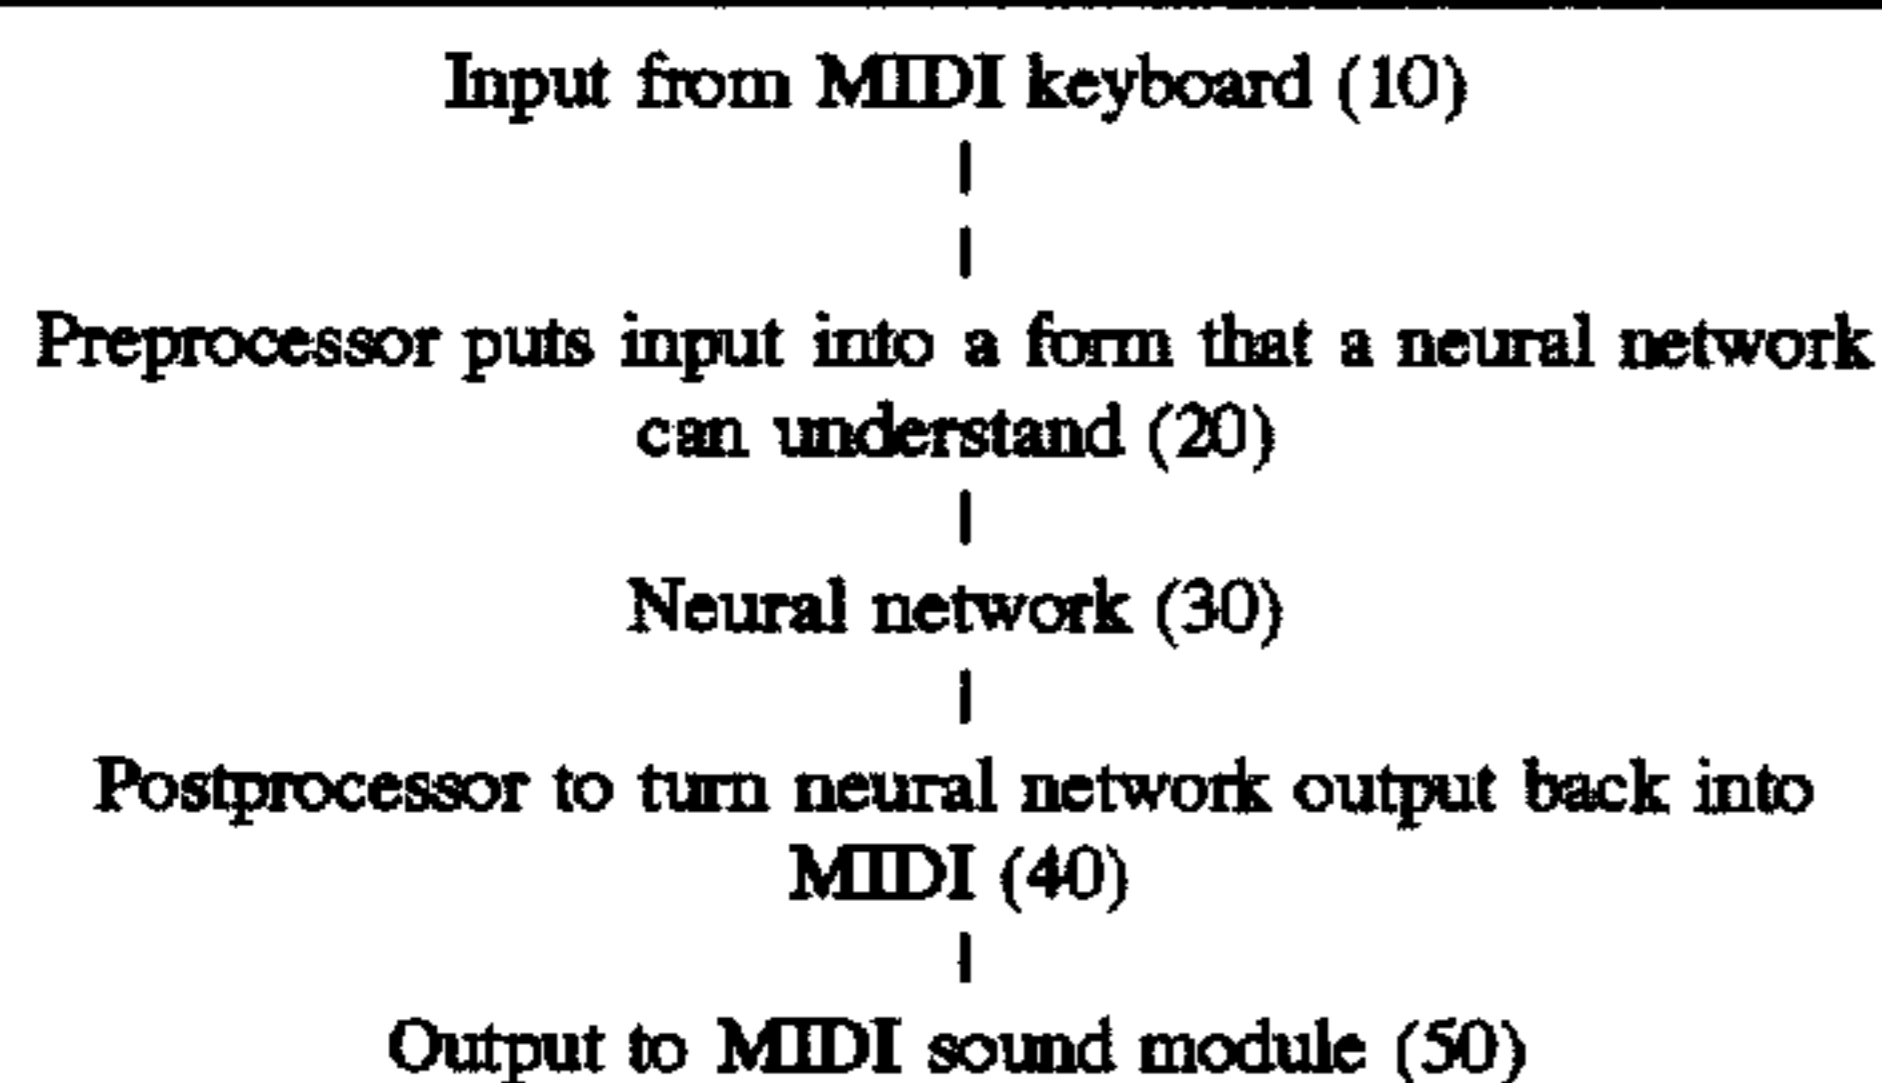 Input from MIDI keyboard (10)
|
|
Preprocessor puts input into a form that a neural network
can understand (20)
|
Neural network (30)
|
Postprocessor to turn neural network output back into
MIDI (40)
|
Output to MIDI sound module (50)